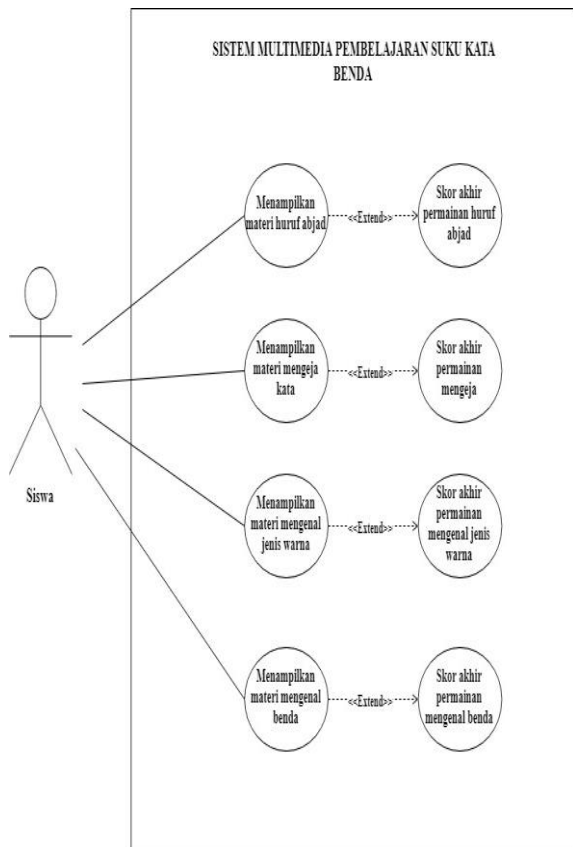 SISTEM MULTIMEDIA PEMBELAJARAN SUKU KATA
BENDA
Menampilkan
materi huruf abjad
<<Extend>>
Skor akhir
permainan huruf
abjad
Menampilkan
materi mengeja
kata
<<Extend>>
Skor akhir
permainan
mengeja
Siswa
Menampilkan
materi mengenal
jenis warna
<<Extend>>
Skor akhir
permainan
mengenal jenis
warna
Menampilkan
materi mengenal
benda
<<Extend>>
Skor akhir
permainan
mengenal benda